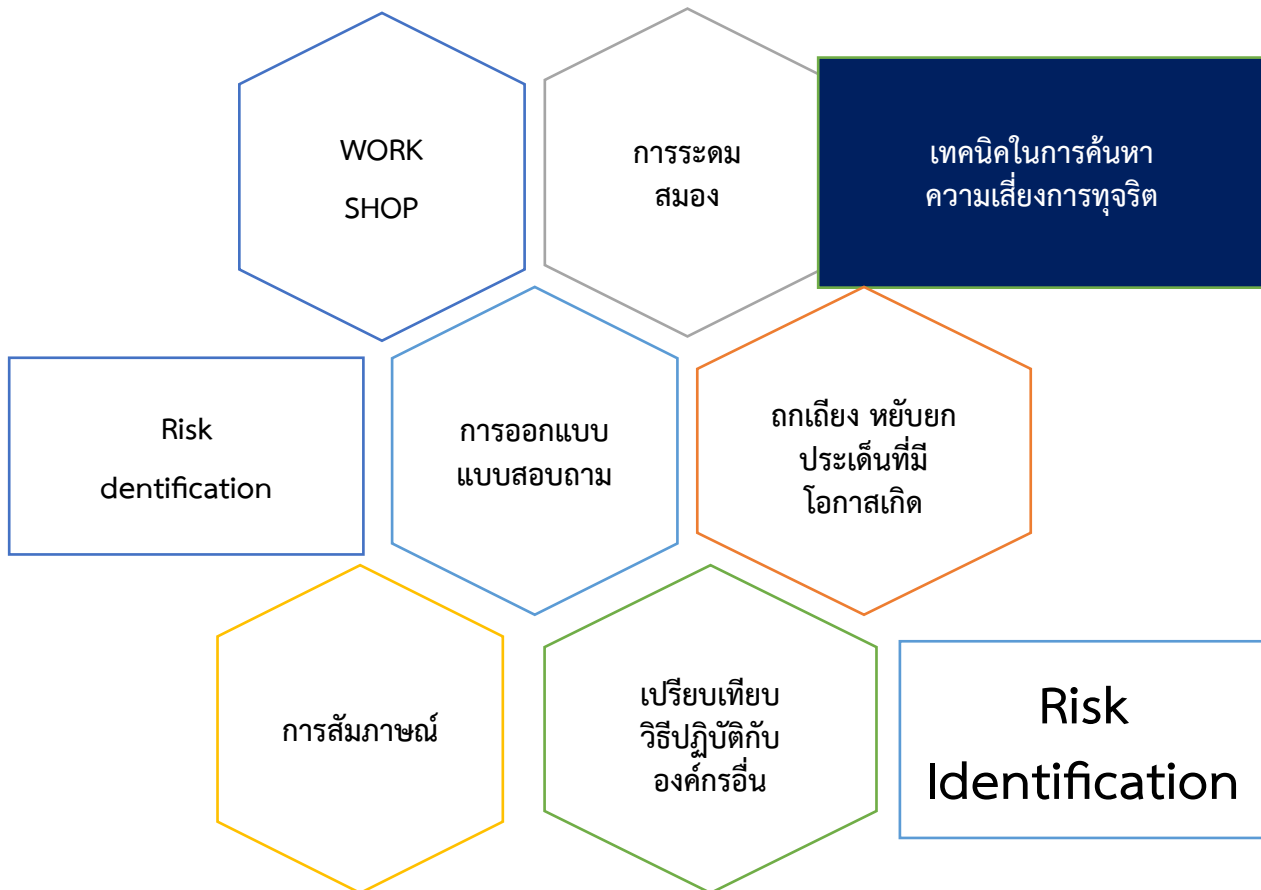 WORK
SHOP
การระดม
สมอง
เทคนิคในการค้นหา
ความเสี่ยงการทุจริต
Risk
dentification
การออกแบบ
แบบสอบถาม
ถกเถียง หยับยก
ประเด็นที่มี
โอกาสเกิด
การสัมภาษณ์
เปรียบเทียบ
วิธีปฏิบัติกับ
องค์กรอื่น
Risk
Identification